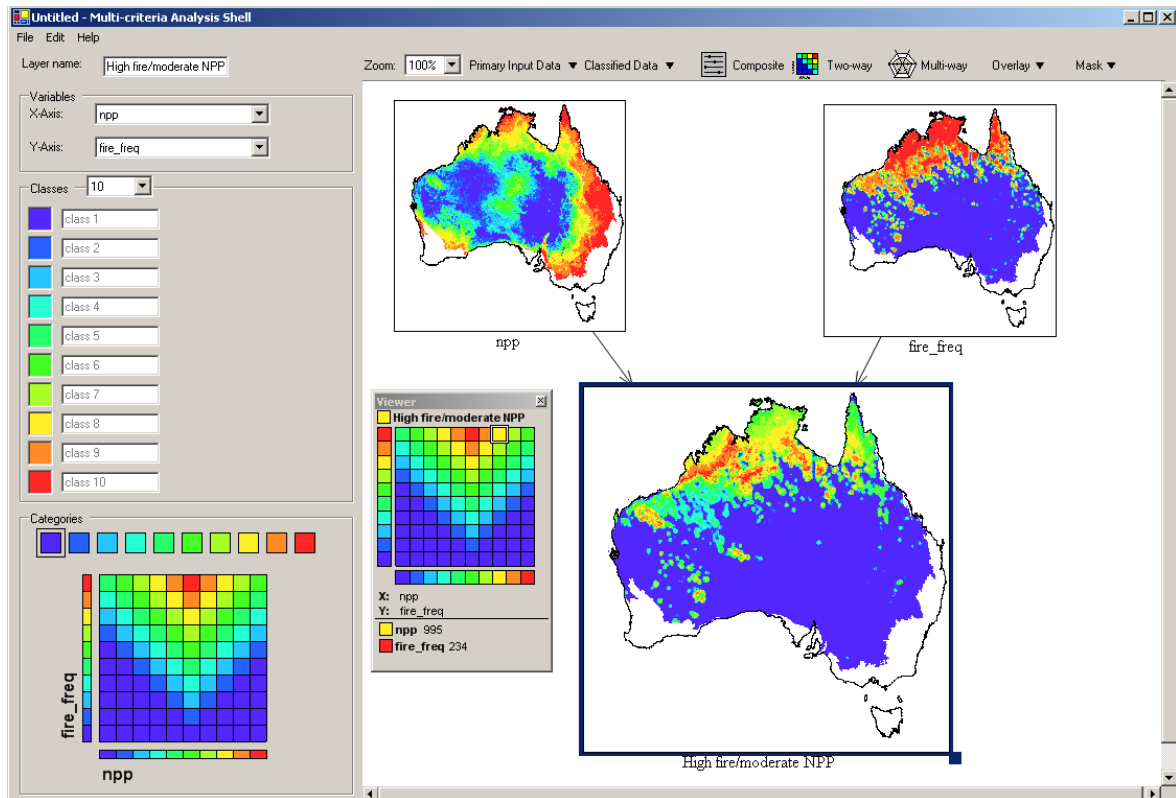 Untitled - Multi-criteria Analysis Shell
File Edit Help
Layer name: High fire/moderate NPP
Zoom: 100% Primary Input Data Classified Data Composite Two-way Multi-way Overlay Mask
Variables
X-Axis: npp
Y-Axis: fire_freq
Classes 10
class 1
class 2
class 3
class 4
class 5
class 6
class 7
class 8
class 9
class 10
Categories
fire_freq
npp
npp
fire_freq
Viewer
High fire/moderate NPP
X: npp
Y: fire_freq
npp 995
fire_freq 234
High fire/moderate NPP